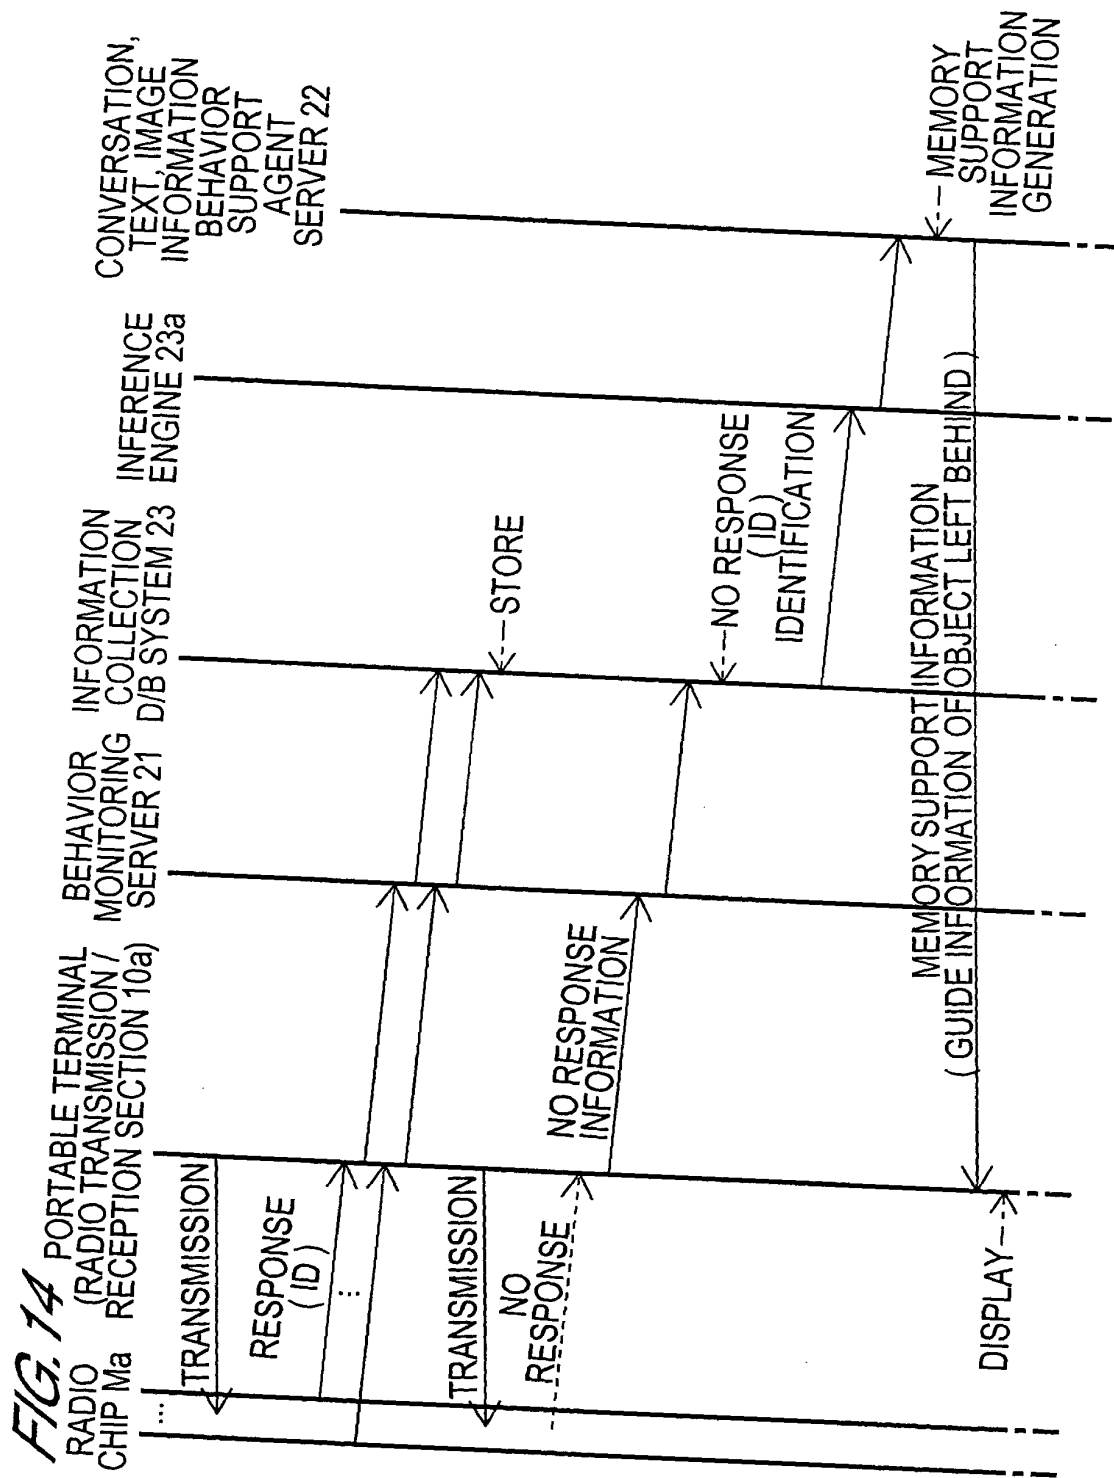 FIG. 14
RADIO
CHIP Ma
PORTABLE TERMINAL
(RADIO TRANSMISSION /
RECEPTION SECTION 10a)
BEHAVIOR
MONITORING
SERVER 21
INFORMATION
COLLECTION
D/B SYSTEM 23
INFERENCE
ENGINE 23a
CONVERSATION,
TEXT, IMAGE
INFORMATION
BEHAVIOR
SUPPORT
AGENT
SERVER 22
TRANSMISSION
RESPONSE
( ID )
TRANSMISSION
STORE
NO
RESPONSE
NO RESPONSE
INFORMATION
NO RESPONSE
( ID )
IDENTIFICATION
MEMORY
SUPPORT
INFORMATION
GENERATION
MEMORY SUPPORT INFORMATION
( GUIDE INFORMATION OF OBJECT LEFT BEHIND )
DISPLAY